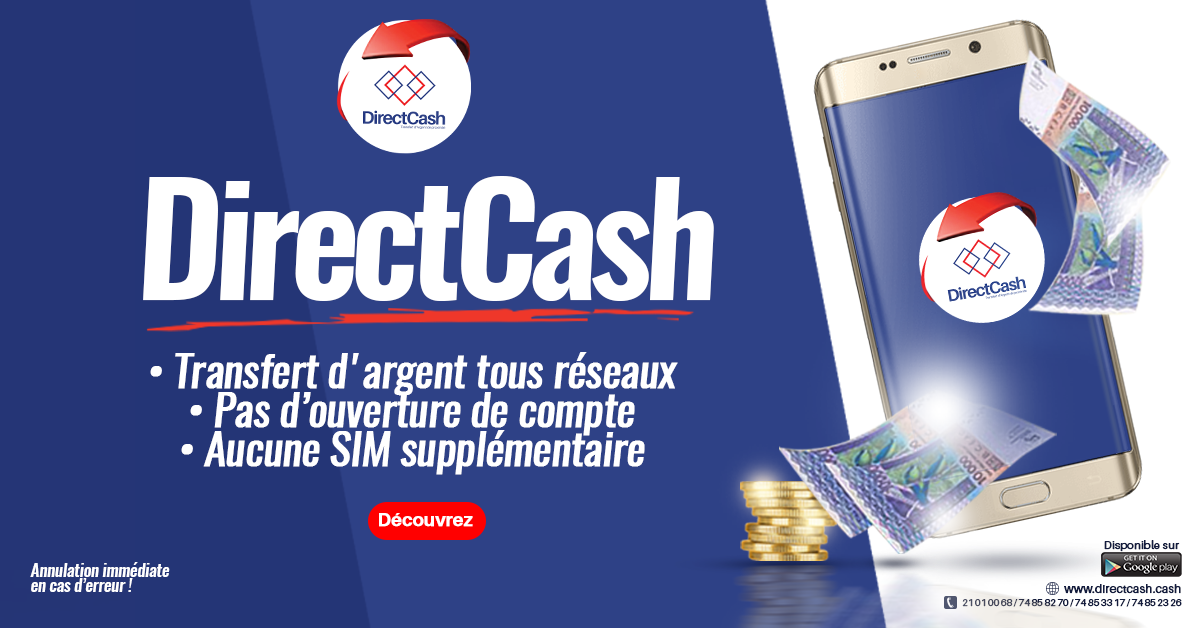 DirectCash
DirectCash
• Transfert d'argent tous réseaux
• Pas d'ouverture de compte
• Aucune SIM supplémentaire
Découvrez
Annulation immédiate
en cas d'erreur !
10000
DirectCash
10000
Disponible sur
GET IT ON
Google play
www.directcash.cash
21 01 00 68 / 74 85 82 70 / 74 85 33 17 / 74 85 23 26